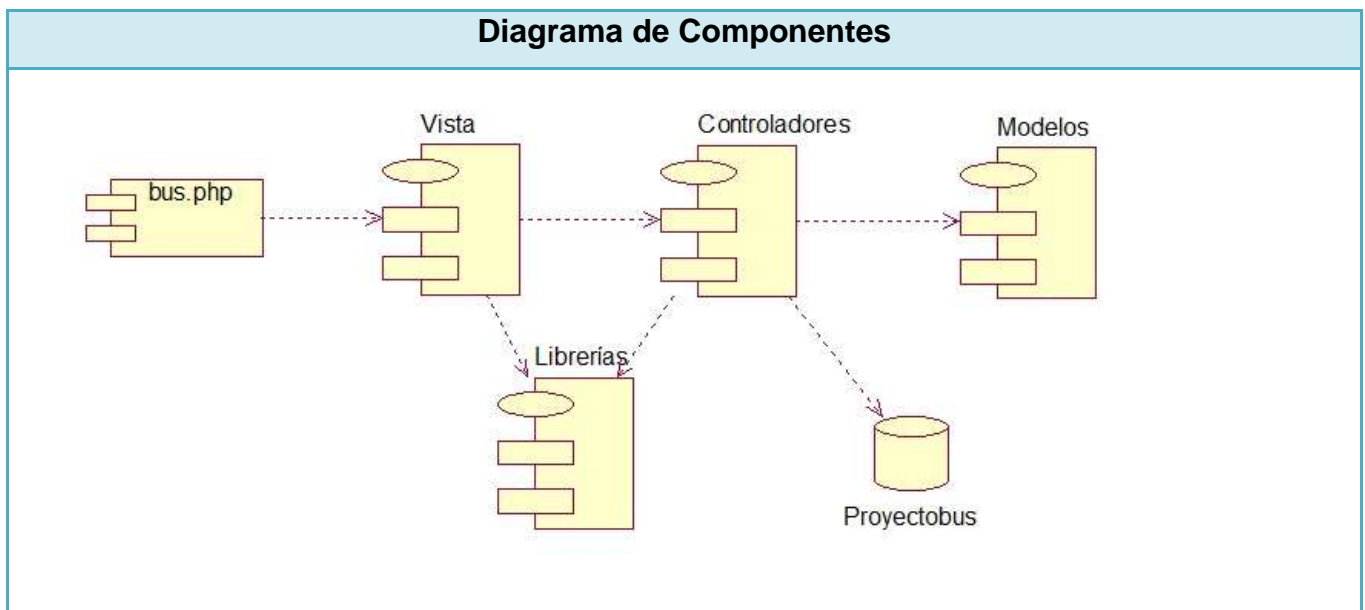 Diagrama de Componentes
Vista
Controladores
Modelos
bus.php
Librerías
Proyectobus